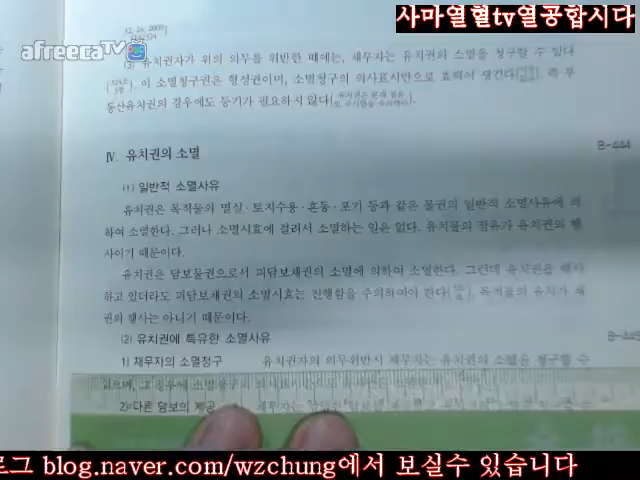 사마열혈tv열공합시다
afreecaTV
(3) 유치권자가 위의 의무를 위반한 때에는, 채무자는 유치권의 소멸을 청구할 수 있다
이 소멸청구권은 형성권이며, 소멸청구의 의사표시만으로 효력이 생긴다 즉 부
동산유치권의 경우에도 등기가 필요하지 않다
Ⅳ. 유치권의 소멸
B-444
(1) 일반적 소멸사유
유치권은 목적물의 멸실·토지수용·혼동·포기 등과 같은 물권의 일반적 소멸사유에 의
하여 소멸한다. 그러나 소멸시효에 걸려서 소멸하는 일은 없다. 유치물의 점유가 유치권의 행
사이기 때문이다.
유치권은 담보물권으로서 피담보채권의 소멸에 의하여 소멸한다. 그런데 유치권을 행사
하고 있더라도 피담보채권의 소멸시효는 진행함을 주의하여야 한다 목적물의 유치가 채
권의 행사는 아니기 때문이다.
(2) 유치권에 특유한 소멸사유
B-445
1) 채무자의 소멸청구 유치권자의 의무위반시 채무자는 유치권의 소멸을 청구할 수
있으며, 그 경우에
2) 다른 담보의 제공 채무자는
로그 blog.naver.com/wzchung에서 보실수 있습니다